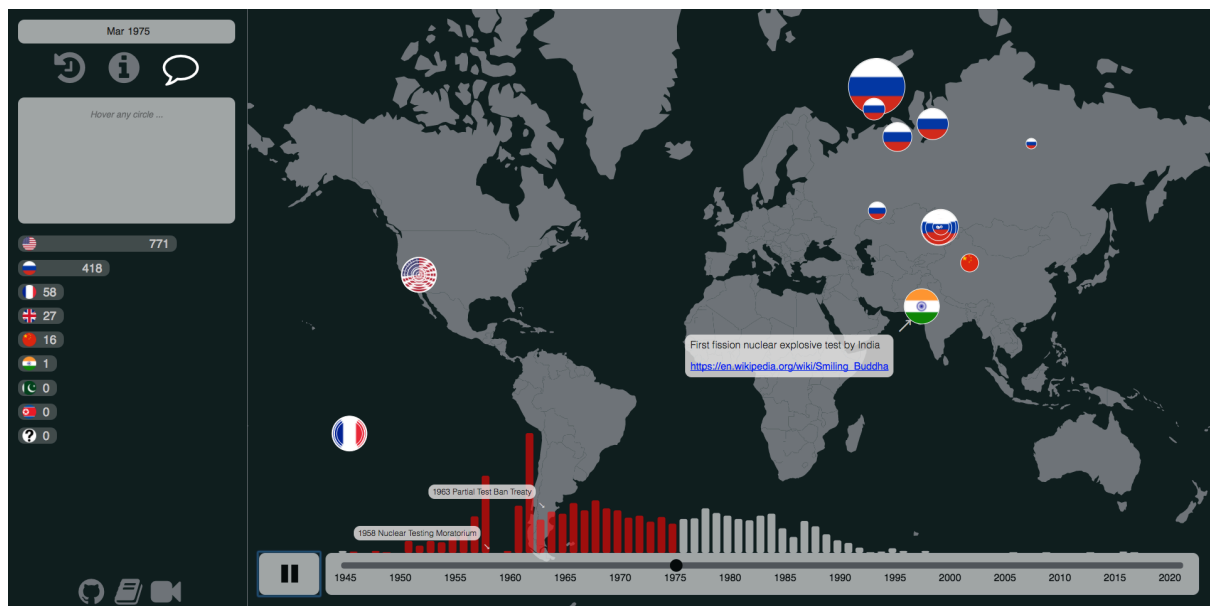 Mar 1975
Hover any circle ...
771
418
58
27
16
1
0
0
? 0
First fission nuclear explosive test by India
https://en.wikipedia.org/wiki/Smiling_Buddha
1963 Partial Test Ban Treaty
1958 Nuclear Testing Moratorium
1945 1950 1955 1960 1965 1970 1975 1980 1985 1990 1995 2000 2005 2010 2015 2020